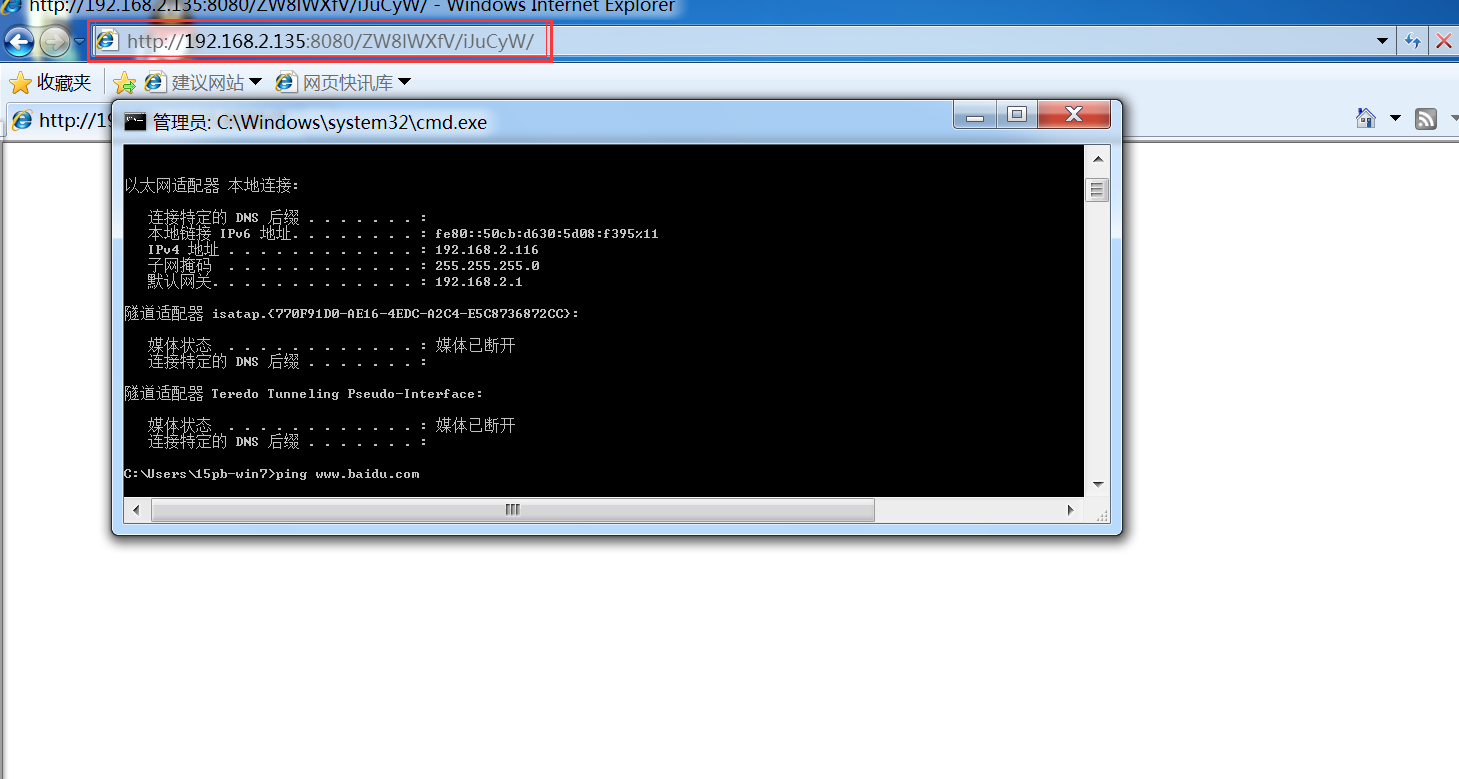 http://192.168.2.135:8080/ZW8lWXfV/iJuCyW/ - Windows Internet Explorer
http://192.168.2.135:8080/ZW8lWXfV/iJuCyW/
收藏夹 建议网站 网页快讯库
http://19
管理员: C:\Windows\system32\cmd.exe
以太网适配器 本地连接:
连接特定的 DNS 后缀 . . . . . . . :
本地链接 IPv6 地址. . . . . . . . : fe80::50cb:d630:5d08:f395%11
IPv4 地址 . . . . . . . . . . . . : 192.168.2.116
子网掩码 . . . . . . . . . . . . : 255.255.255.0
默认网关. . . . . . . . . . . . . : 192.168.2.1
隧道适配器 isatap.{770F91D0-AE16-4EDC-A2C4-E5C8736872CC}:
媒体状态 . . . . . . . . . . . . : 媒体已断开
连接特定的 DNS 后缀 . . . . . . . :
隧道适配器 Teredo Tunneling Pseudo-Interface:
媒体状态 . . . . . . . . . . . . : 媒体已断开
连接特定的 DNS 后缀 . . . . . . . :
C:\Users\15pb-win7>ping www.baidu.com